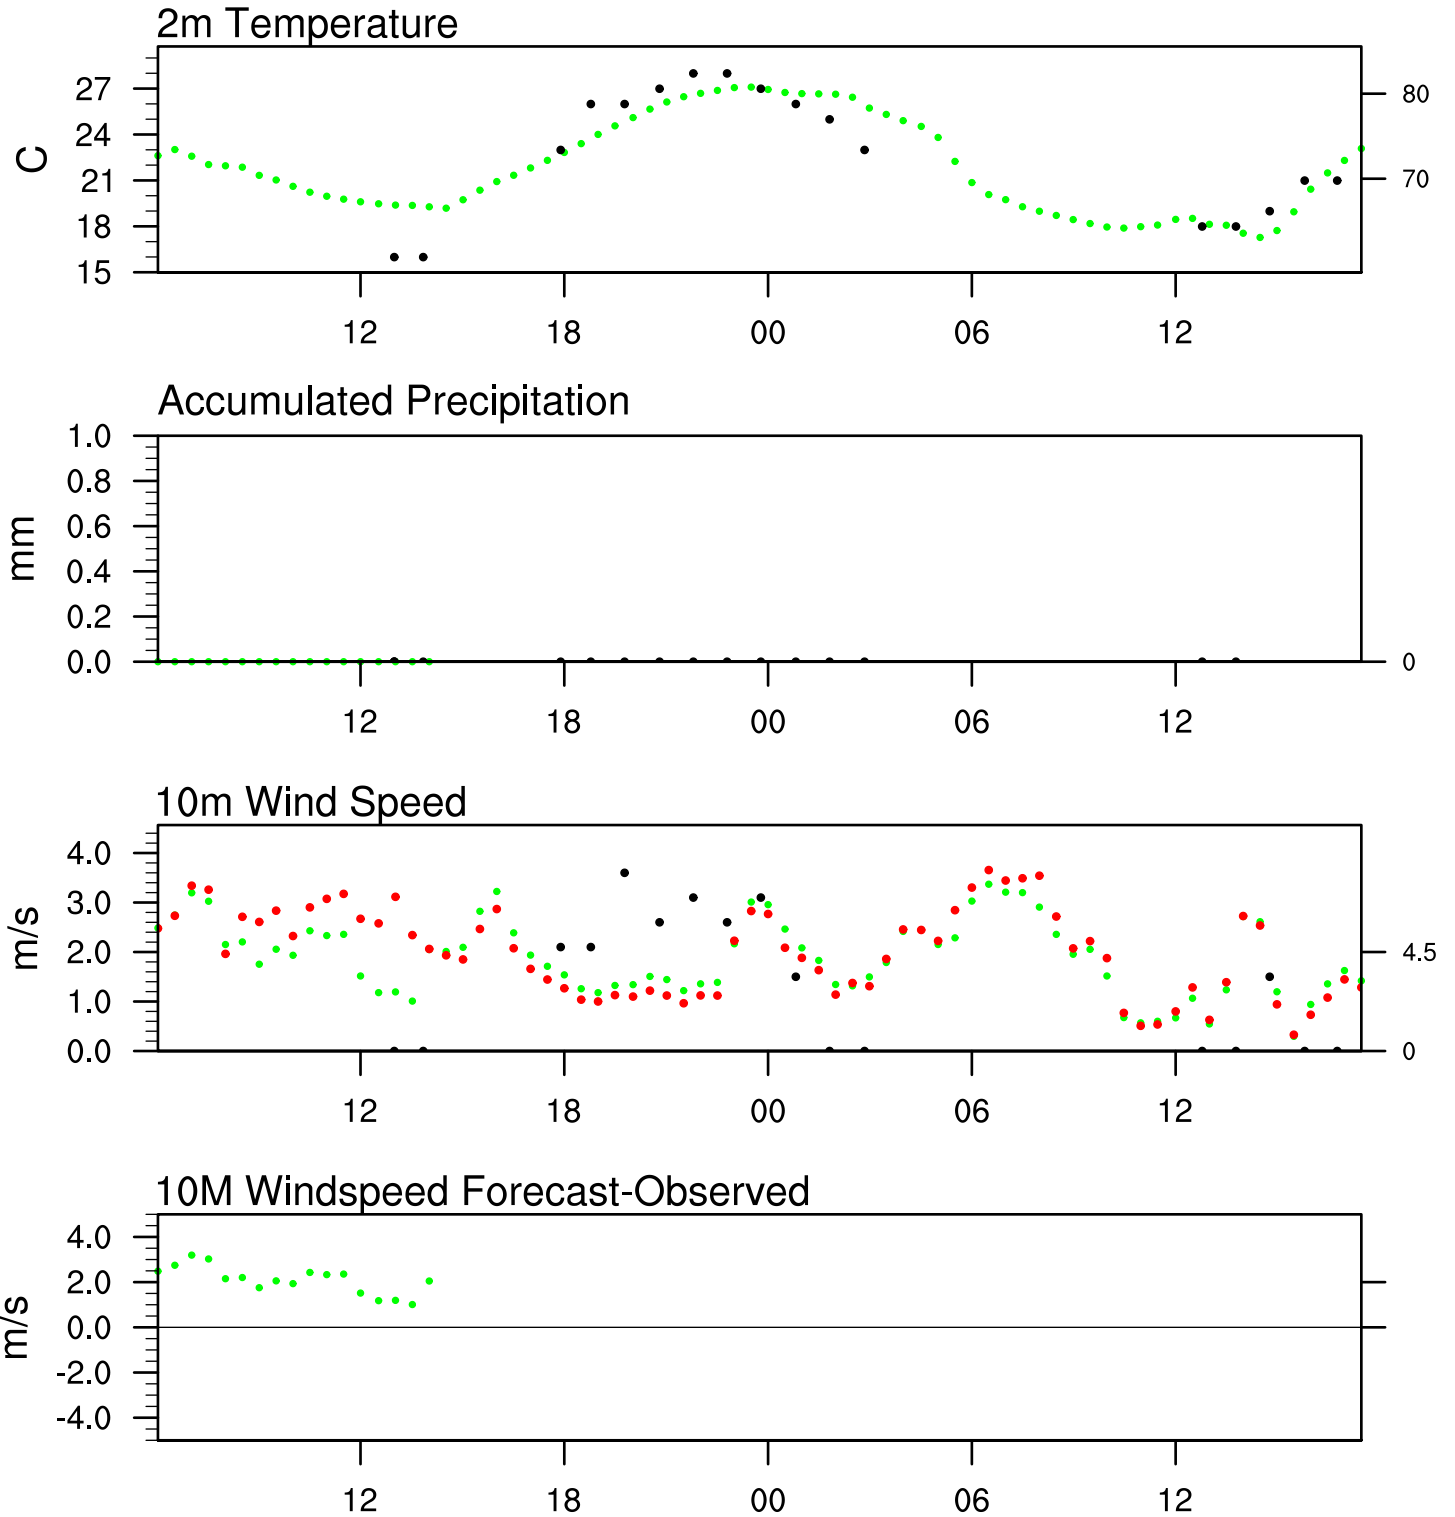 2m Temperature
27
24
21
18
15
C
80
70
12 18 00 06 12
Accumulated Precipitation
1.0
0.8
0.6
0.4
0.2
0.0
mm
0
12 18 00 06 12
10m Wind Speed
4.0
3.0
2.0
1.0
0.0
m/s
4.5
0
12 18 00 06 12
10M Windspeed Forecast-Observed
4.0
2.0
0.0
-2.0
-4.0
m/s
12 18 00 06 12